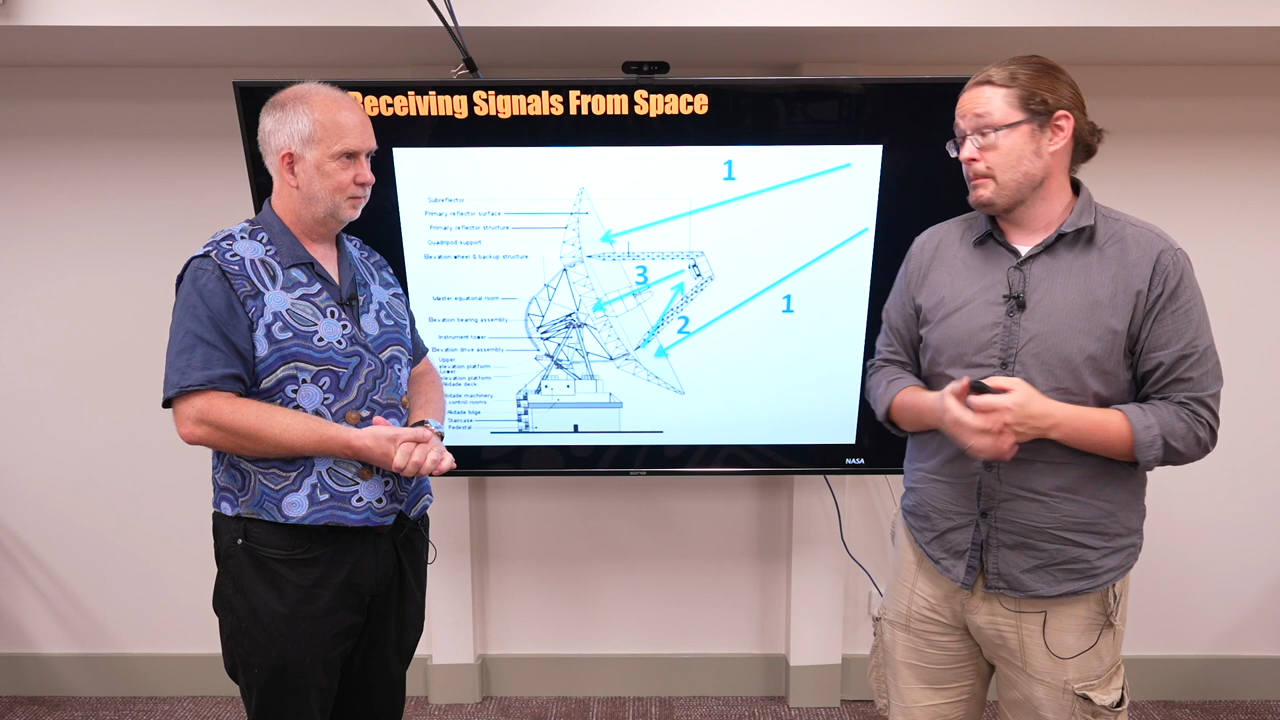 Receiving Signals From Space
1
Subreflector
Primary reflector surface
Primary reflector structure
Quadripod support
Elevation wheel & backup structure
3
Master equatorial room
1
Elevation bearing assembly
2
Instrument tower
Elevation drive assembly
Upper
elevation platform
Lower
elevation platform
Alidade deck
Alidade machinery
control rooms
Alidade bilge
Staircase
Pedestal
NASA
SONY